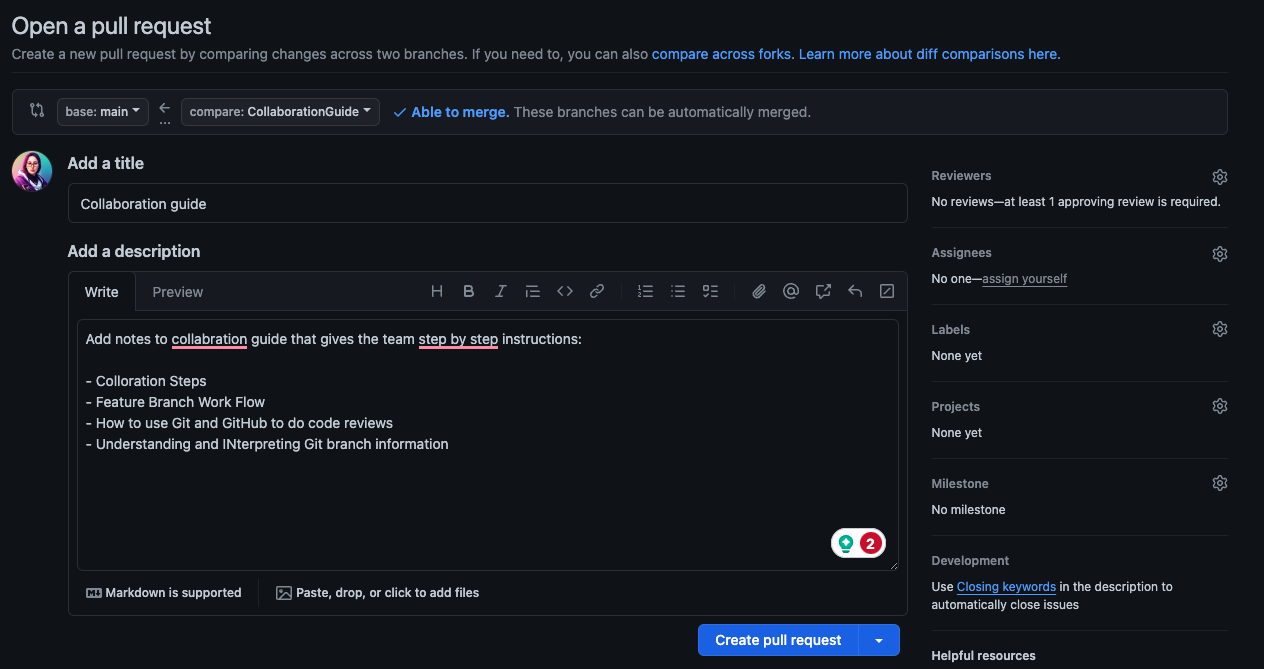 Open a pull request
Create a new pull request by comparing changes across two branches. If you need to, you can also compare across forks. Learn more about diff comparisons here.
base: main
compare: CollaborationGuide
Able to merge. These branches can be automatically merged.
Add a title
Collaboration guide
Add a description
Write
Preview
H B I
Add notes to collabration guide that gives the team step by step instructions:
- Colloration Steps
- Feature Branch Work Flow
- How to use Git and GitHub to do code reviews
- Understanding and INterpreting Git branch information
2
Markdown is supported
Paste, drop, or click to add files
Create pull request
Reviewers
No reviews—at least 1 approving review is required.
Assignees
No one—assign yourself
Labels
None yet
Projects
None yet
Milestone
No milestone
Development
Use Closing keywords in the description to
automatically close issues
Helpful resources